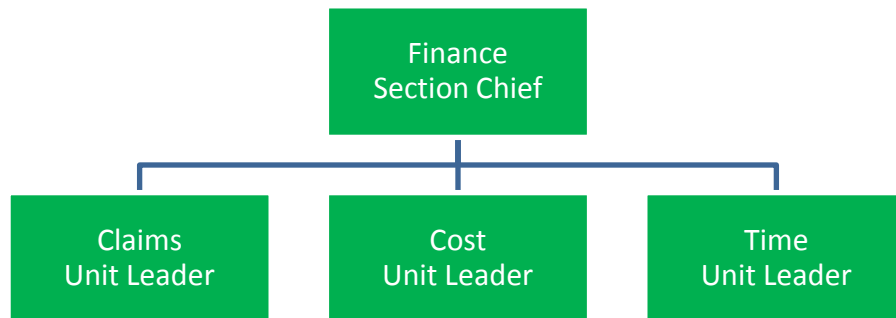 Finance
Section Chief
Claims
Unit Leader
Cost
Unit Leader
Time
Unit Leader